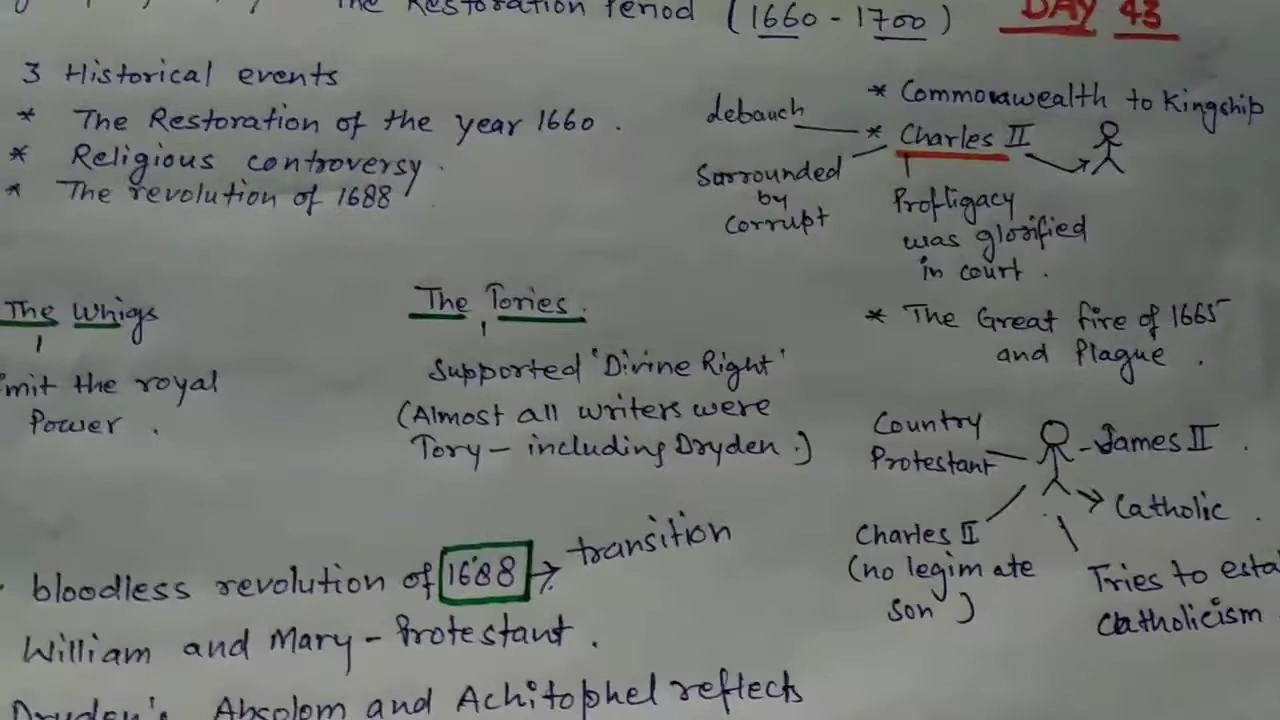 The Restoration Period (1660 - 1700)
DAY 43
3 Historical events
* The Restoration of the year 1660 .
* Religious controversy .
* The revolution of 1688
* Commonawealth to Kingship
debauch
* Charles II
Surrounded
by
Corrupt
Profligacy
was glorified
in court .
* The Great fire of 1665
and Plague .
The Whigs
mit the royal
Power .
The Tories .
Supported 'Divine Right'
(Almost all writers were
Tory - including Dryden .)
Country
Protestant
James II .
Catholic .
Charles II
(no legimate
son )
Tries to esta
Catholicism
bloodless revolution of 1688 → transition
William and Mary - Protestant .
Dryden's Absolom and Achitophel reflects